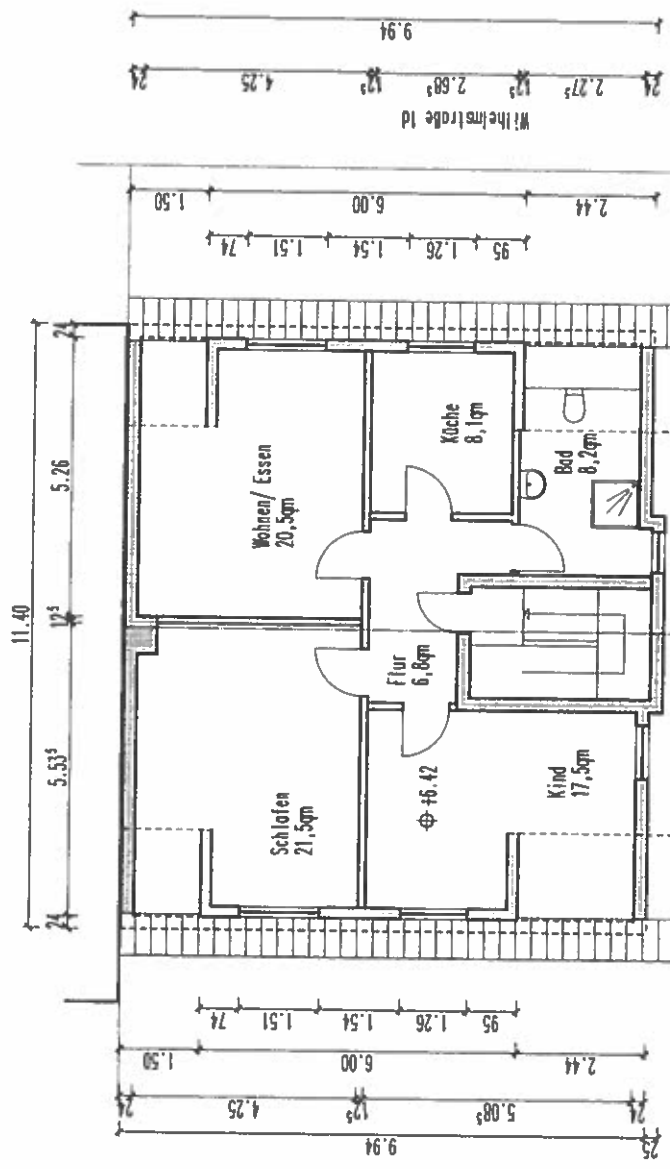 11.40
24
5.53⁵
12⁵
5.26
24
9.94
24
4.25
12⁵
2.68⁵
12⁵
2.27⁵
24
Wilhelmstraße 1d
1.50
6.00
2.44
74
1.51
1.54
1.26
95
Wohnen/ Essen
20,5qm
Küche
8,1qm
Bad
8,2qm
Flur
6,8qm
Schlafen
21,5qm
+6.42
Kind
17,5qm
74
1.51
1.54
1.26
95
1.50
6.00
2.44
24
4.25
12⁵
5.08⁵
24
9.94
25